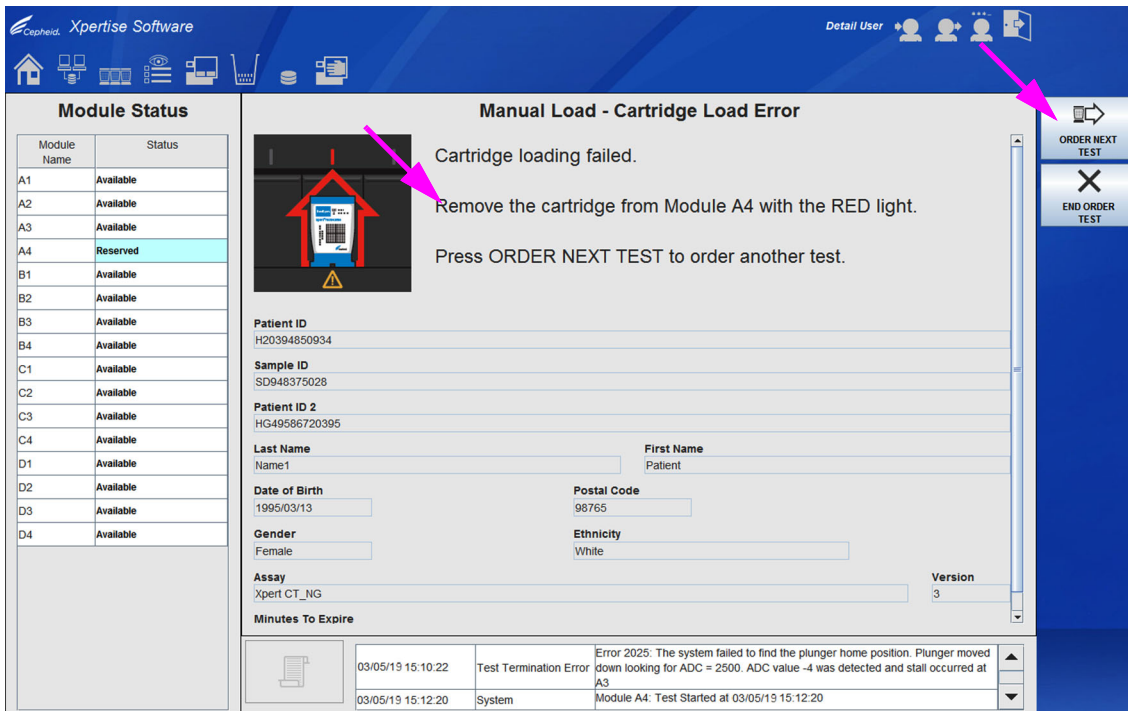 Cepheid. Xpertise Software
Detail User
Module Status
Module Name
Status
A1 Available
A2 Available
A3 Available
A4 Reserved
B1 Available
B2 Available
B3 Available
B4 Available
C1 Available
C2 Available
C3 Available
C4 Available
D1 Available
D2 Available
D3 Available
D4 Available
Manual Load - Cartridge Load Error
Cartridge loading failed.
Remove the cartridge from Module A4 with the RED light.
Press ORDER NEXT TEST to order another test.
Patient ID
H20394850934
Sample ID
SD948375028
Patient ID 2
HG49586720395
Last Name First Name
Name1 Patient
Date of Birth Postal Code
1995/03/13 98765
Gender Ethnicity
Female White
Assay Version
Xpert CT_NG 3
Minutes To Expire
03/05/19 15:10:22 Test Termination Error
Error 2025: The system failed to find the plunger home position. Plunger moved
down looking for ADC = 2500. ADC value -4 was detected and stall occurred at
A3
03/05/19 15:12:20 System Module A4: Test Started at 03/05/19 15:12:20
ORDER NEXT
TEST
END ORDER
TEST